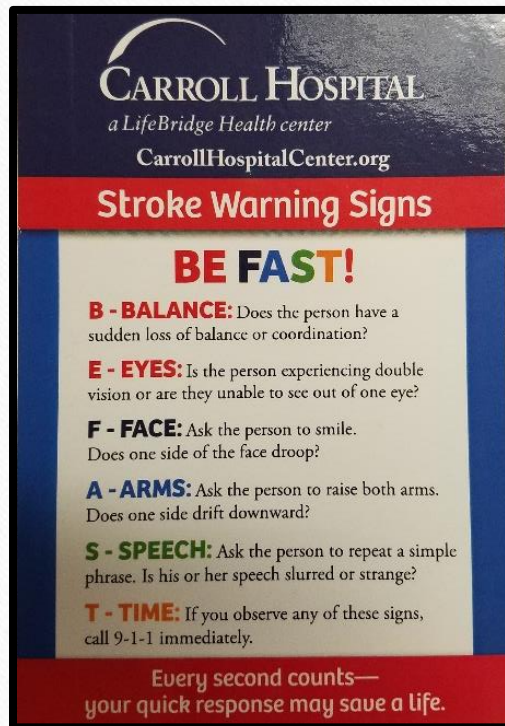 CARROLL HOSPITAL
a LifeBridge Health center
CarrollHospitalCenter.org
Stroke Warning Signs
BE FAST!
B - BALANCE: Does the person have a
sudden loss of balance or coordination?
E - EYES: Is the person experiencing double
vision or are they unable to see out of one eye?
F - FACE: Ask the person to smile.
Does one side of the face droop?
A - ARMS: Ask the person to raise both arms.
Does one side drift downward?
S - SPEECH: Ask the person to repeat a simple
phrase. Is his or her speech slurred or strange?
T - TIME: If you observe any of these signs,
call 9-1-1 immediately.
Every second counts—
your quick response may save a life.